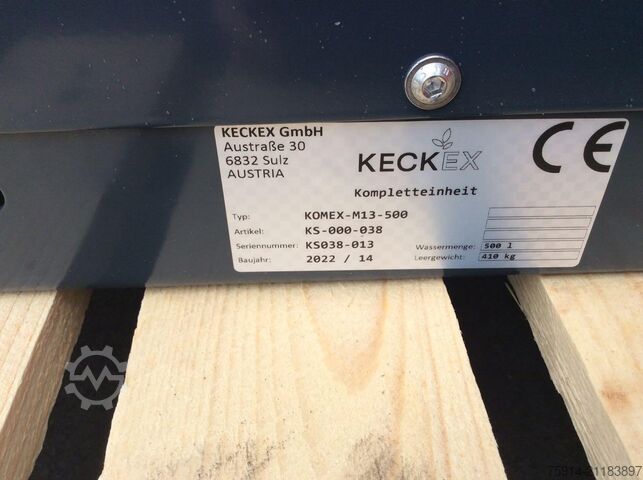 KECKEX GmbH
Austraße 30
6832 Sulz
AUSTRIA
KECKEX
CE
Kompletteinheit
Typ: KOMEX-M13-500
Artikel: KS-000-038
Seriennummer: KS038-013
Wassermenge: 500 l
Baujahr: 2022 / 14
Leergewicht: 410 kg
75914-21183897